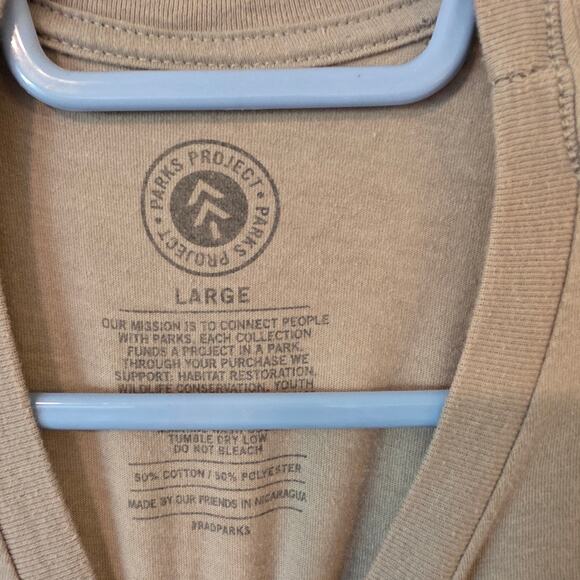 PARKS PROJECT • PARKS PROJECT •
LARGE
OUR MISSION IS TO CONNECT PEOPLE
WITH PARKS. EACH COLLECTION
FUNDS A PROJECT IN A PARK.
THROUGH YOUR PURCHASE WE
SUPPORT: HABITAT RESTORATION,
WILDLIFE CONSERVATION, YOUTH
TUMBLE DRY LOW
DO NOT BLEACH
50% COTTON / 50% POLYESTER
MADE BY OUR FRIENDS IN NICARAGUA
#RADPARKS